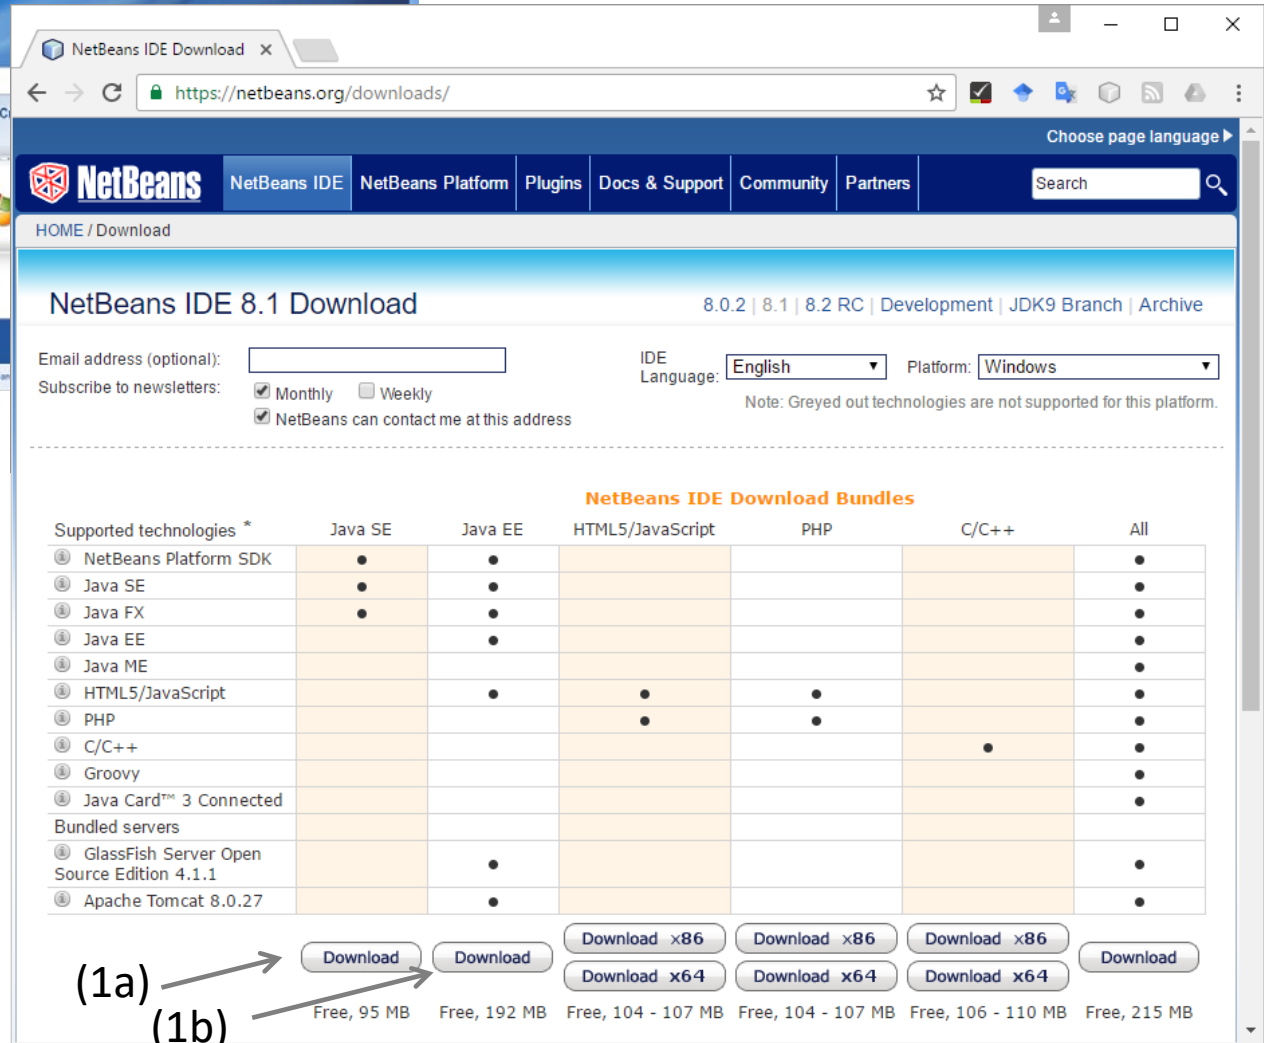 NetBeans IDE Download
https://netbeans.org/downloads/
Choose page language
NetBeans
NetBeans IDE NetBeans Platform Plugins Docs & Support Community Partners Search
HOME / Download
NetBeans IDE 8.1 Download
8.0.2 | 8.1 | 8.2 RC | Development | JDK9 Branch | Archive
Email address (optional):
IDE Language: English
Platform: Windows
Subscribe to newsletters: Monthly Weekly
NetBeans can contact me at this address
Note: Greyed out technologies are not supported for this platform.
NetBeans IDE Download Bundles
Supported technologies * Java SE Java EE HTML5/JavaScript PHP C/C++ All
NetBeans Platform SDK • • •
Java SE • • •
Java FX • • •
Java EE • •
Java ME •
HTML5/JavaScript • • • •
PHP • • •
C/C++ • •
Groovy •
Java Card™ 3 Connected •
Bundled servers
GlassFish Server Open
Source Edition 4.1.1 • •
Apache Tomcat 8.0.27 • •
Download x86 Download x86 Download x86
Download Download Download
Download x64 Download x64 Download x64
(1a)
Free, 95 MB Free, 192 MB Free, 104 - 107 MB Free, 104 - 107 MB Free, 106 - 110 MB Free, 215 MB
(1b)